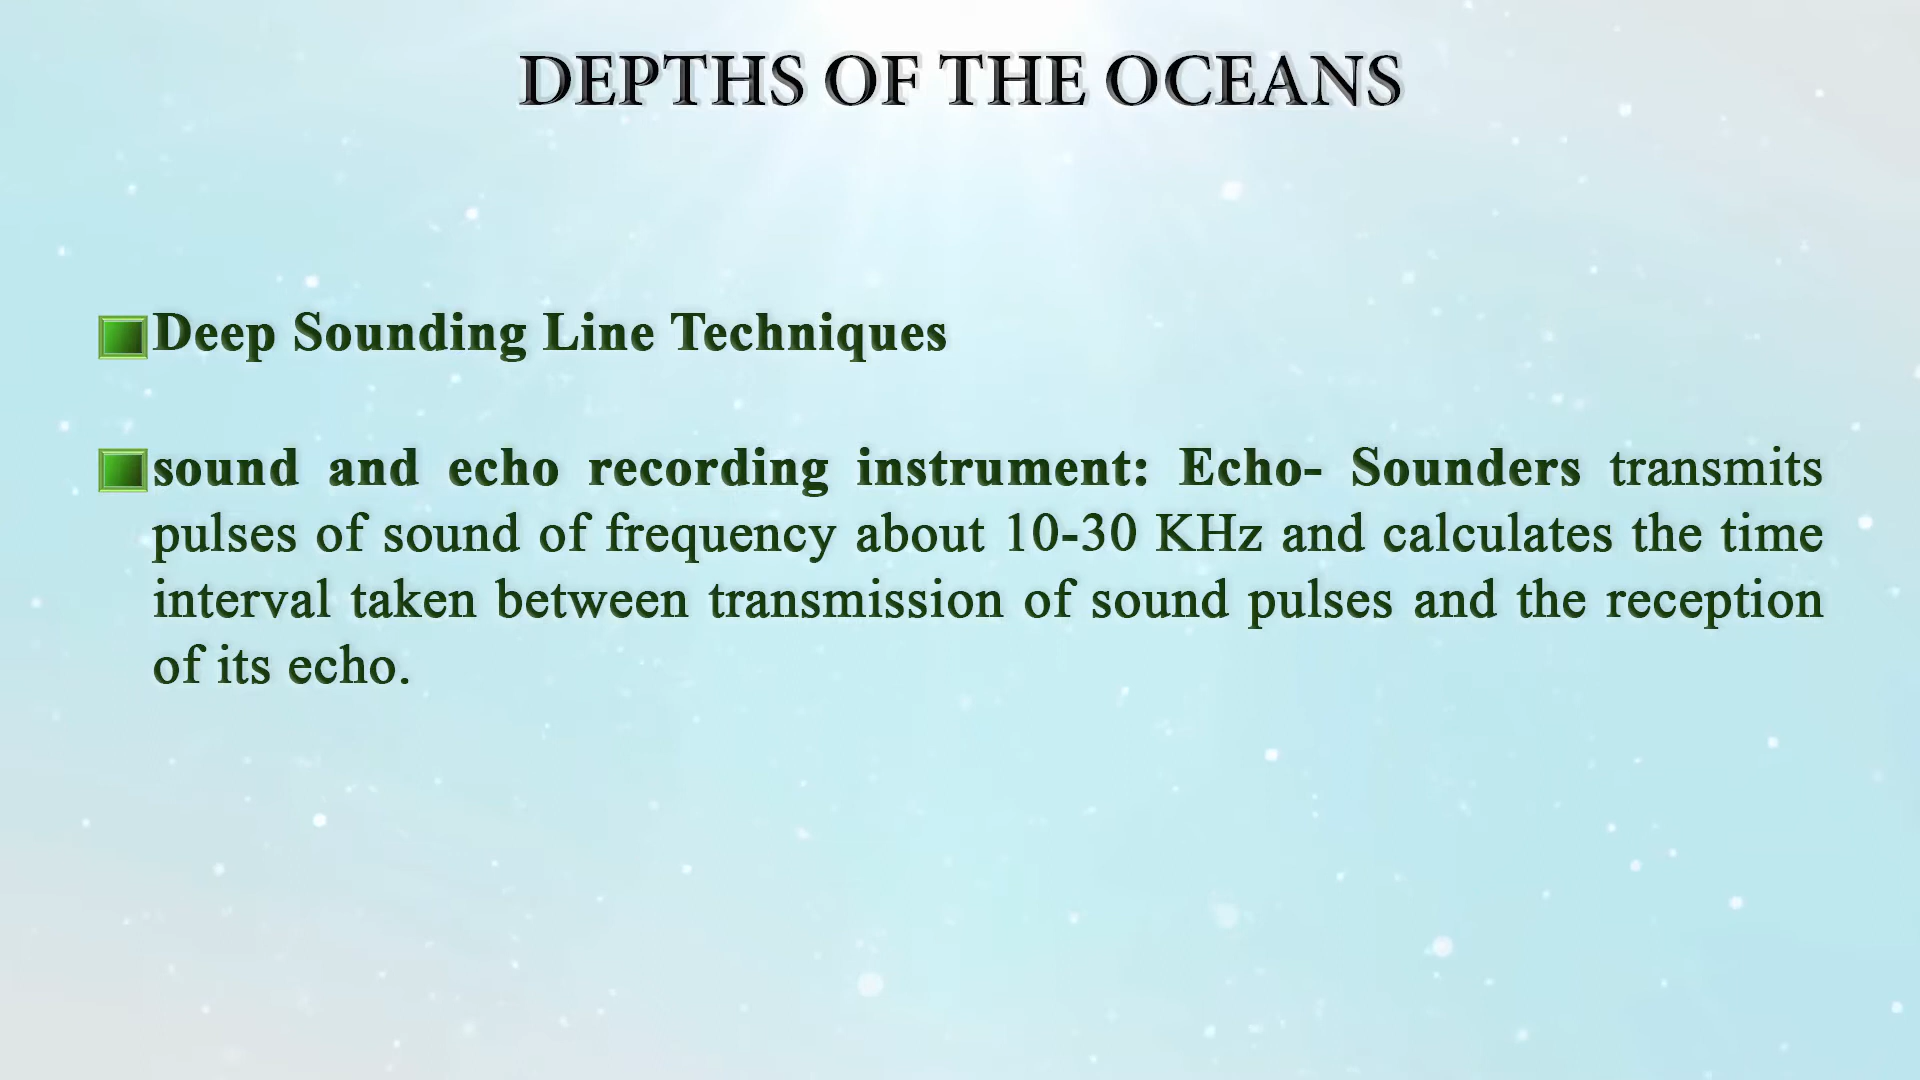 DEPTHS OF THE OCEANS
Deep Sounding Line Techniques
sound and echo recording instrument: Echo- Sounders transmits
pulses of sound of frequency about 10-30 KHz and calculates the time
interval taken between transmission of sound pulses and the reception
of its echo.